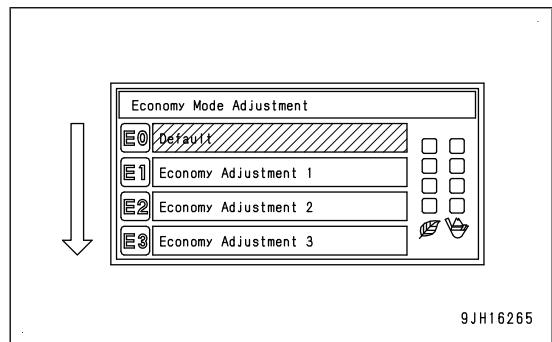 Economy Mode Adjustment
E0 Default
E1 Economy Adjustment 1
E2 Economy Adjustment 2
E3 Economy Adjustment 3
9JH16265